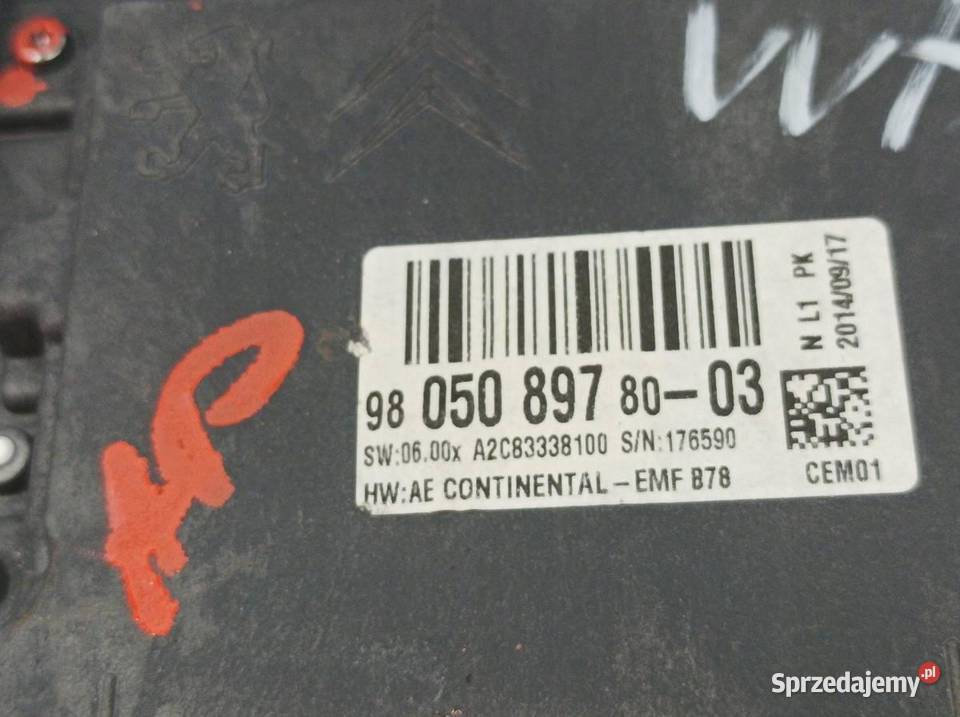 98 050 897 80-03
SW:06.00x A2C83338100 S/N:176590
HW:AE CONTINENTAL-EMF B78
N L1 PK
2014/09/17
CEM01
Sprzedajemy.pl